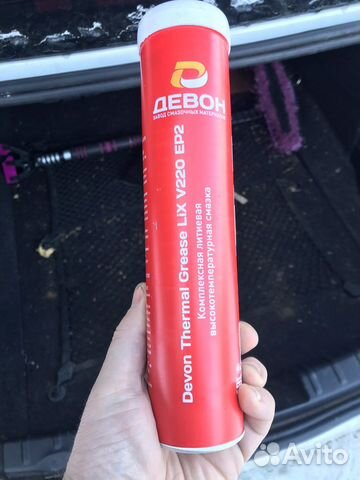 ДЕВОН
ЗАВОД СМАЗОЧНЫХ МАТЕРИАЛОВ
Devon Thermal Grease LiX V220 EP2
Комплексная литиевая
высокотемпературная смазка
Avito